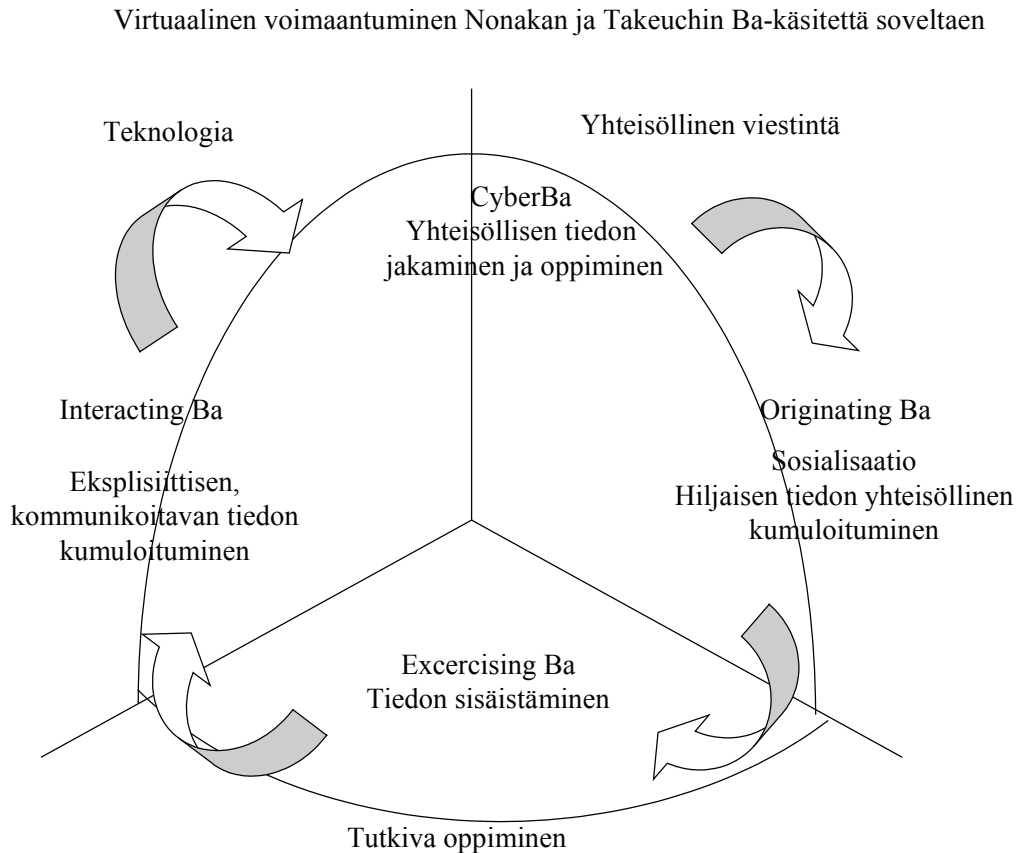 Virtuaalinen voimaantuminen Nonakan ja Takeuchin Ba-käsitettä soveltaen
Teknologia
Yhteisöllinen viestintä
CyberBa
Yhteisöllisen tiedon
jakaminen ja oppiminen
Interacting Ba
Eksplisiittisen,
kommunikoitavan tiedon
kumuloituminen
Originating Ba
Sosialisaatio
Hiljaisen tiedon yhteisöllinen
kumuloituminen
Excercising Ba
Tiedon sisäistäminen
Tutkiva oppiminen